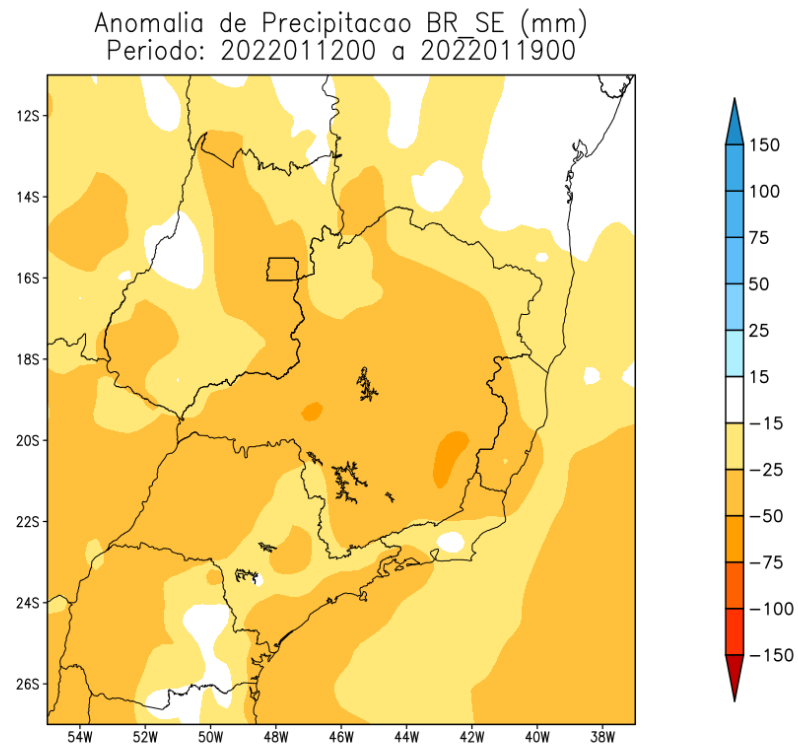 Anomalia de Precipitacao BR_SE (mm)
Periodo: 2022011200 a 2022011900
12S
14S
16S
18S
20S
22S
24S
26S
54W 52W 50W 48W 46W 44W 42W 40W 38W
150
100
75
50
25
15
-15
-25
-50
-75
-100
-150